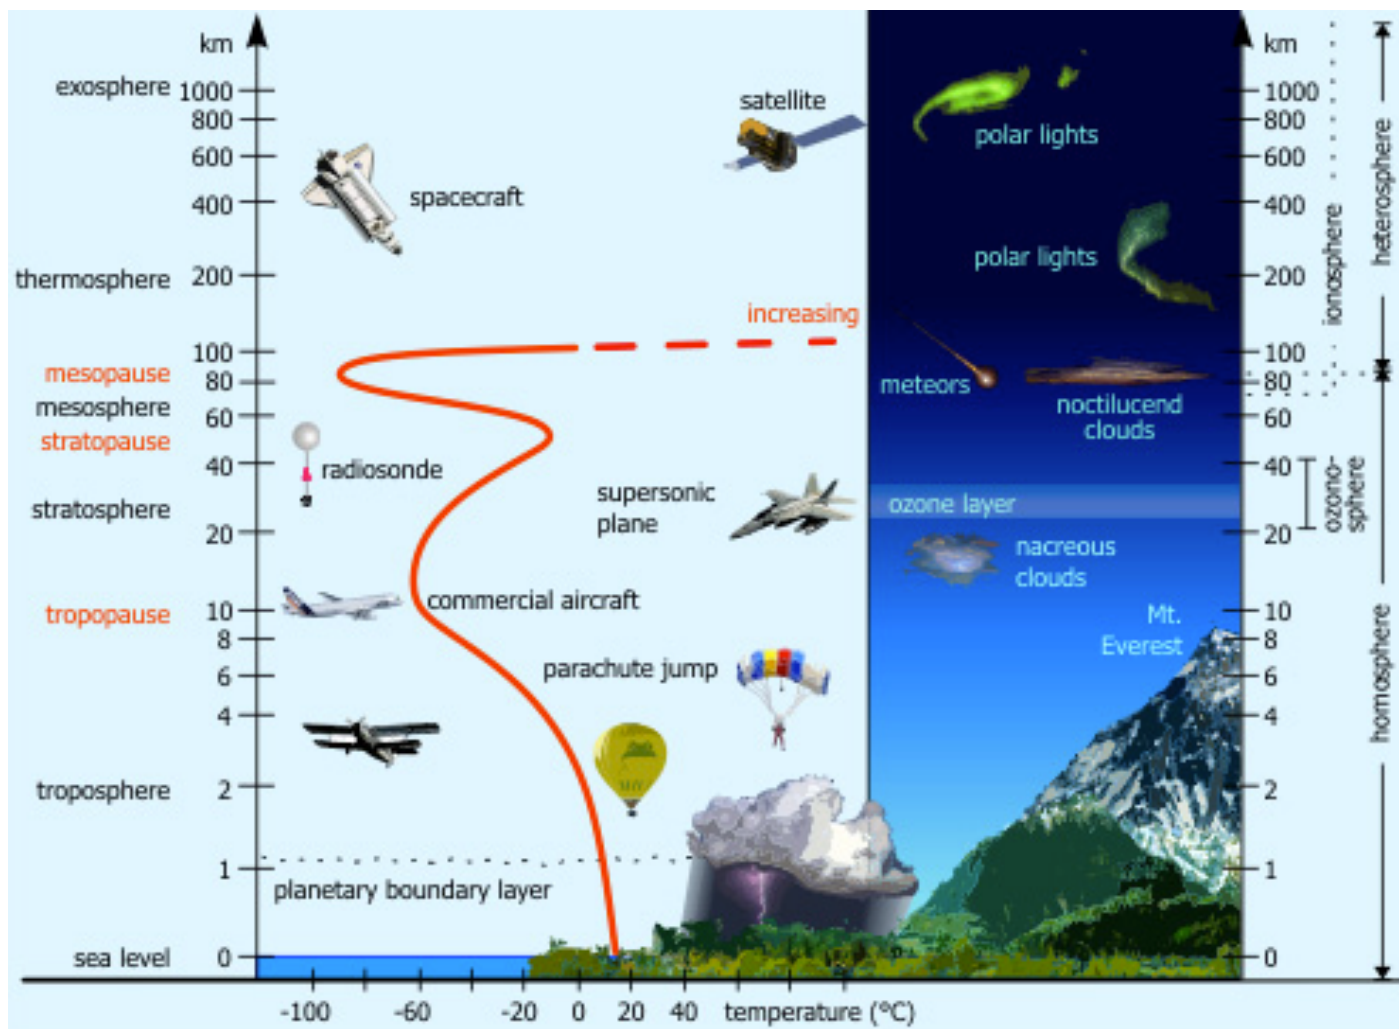 km
km
exosphere
1000
satellite
1000
800
800
polar lights
600
600
spacecraft
400
400
polar lights
thermosphere
200
200
increasing
100
100
mesopause
80
meteors
80
mesosphere
60
noctilucend
clouds
60
stratopause
40
radiosonde
40
supersonic
plane
ozone layer
stratosphere
20
20
nacreous
clouds
tropopause
10
commercial aircraft
Mt.
Everest
10
8
8
parachute jump
6
6
4
4
troposphere
2
2
1
1
planetary boundary layer
sea level
0
0
-100
-60
-20
0
20
40
temperature (°C)
ionosphere
ozono-
sphere
heterosphere
homosphere